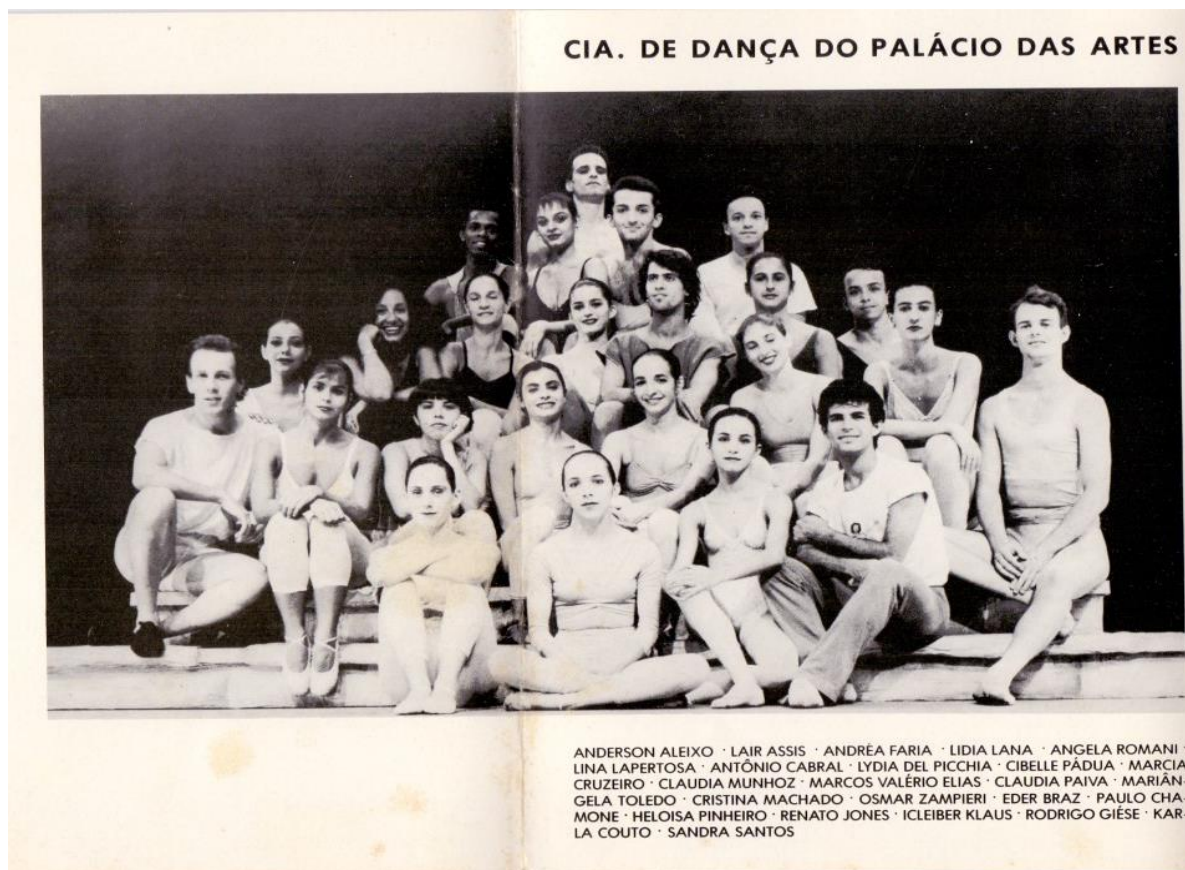 CIA. DE DANÇA DO PALÁCIO DAS ARTES
ANDERSON ALEIXO · LAIR ASSIS · ANDRÉA FARIA · LIDIA LANA · ANGELA ROMANI ·
LINA LAPERTOSA · ANTÔNIO CABRAL · LYDIA DEL PICCHIA · CIBELLE PÁDUA · MARCIA
CRUZEIRO · CLAUDIA MUNHOZ · MARCOS VALÉRIO ELIAS · CLAUDIA PAIVA · MARIÂN-
GELA TOLEDO · CRISTINA MACHADO · OSMAR ZAMPIERI · EDER BRAZ · PAULO CHA-
MONE · HELOISA PINHEIRO · RENATO JONES · ICLEIBER KLAUS · RODRIGO GIÉSE · KAR-
LA COUTO · SANDRA SANTOS